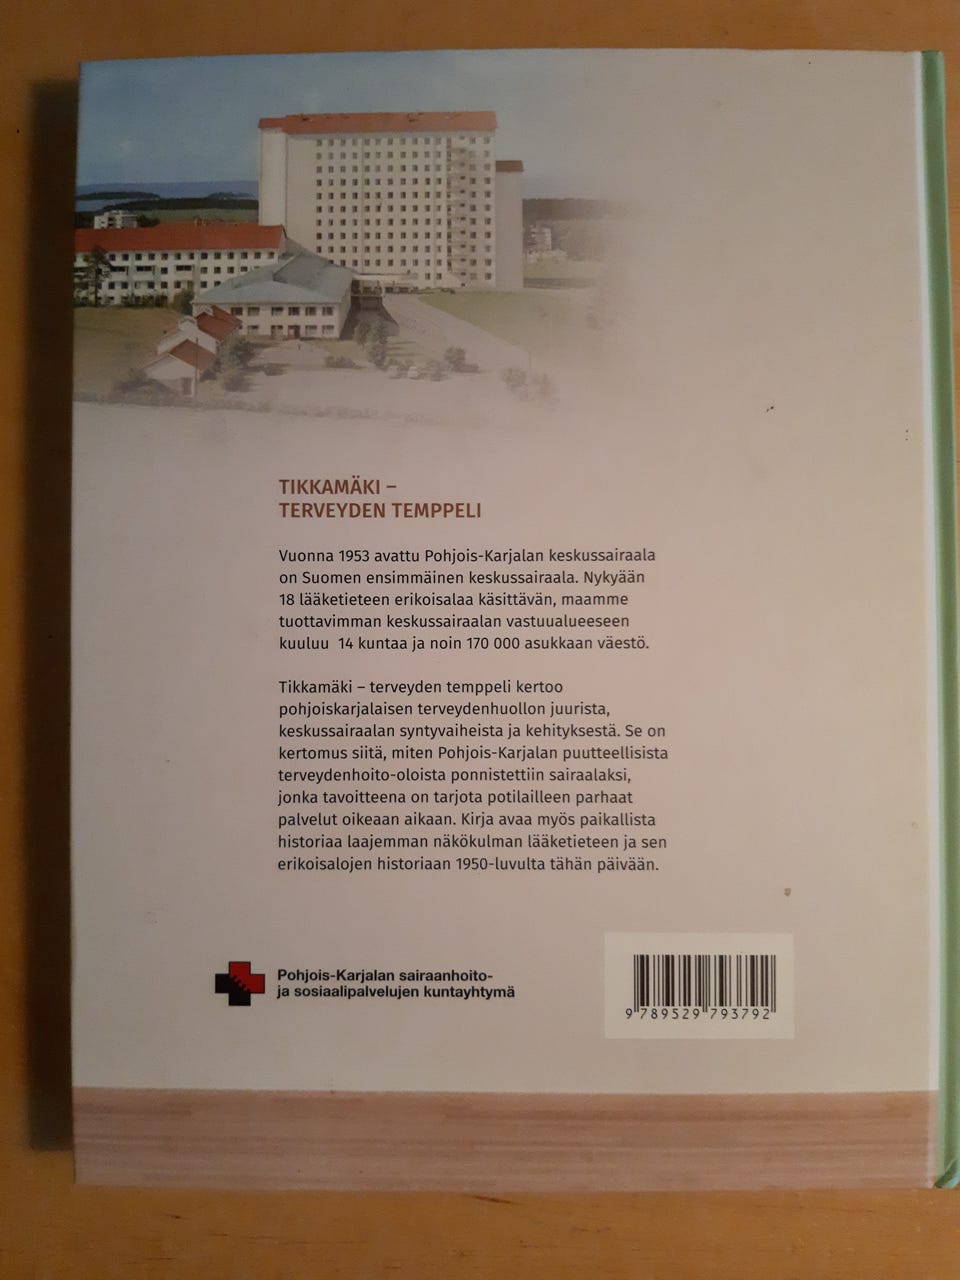 TIKKAMÄKI –
TERVEYDEN TEMPPELI
Vuonna 1953 avattu Pohjois-Karjalan keskussairaala
on Suomen ensimmäinen keskussairaala. Nykyään
18 lääketieteen erikoisalaa käsittävän, maamme
tuottavimman keskussairaalan vastuualueeseen
kuuluu 14 kuntaa ja noin 170 000 asukkaan väestö.
Tikkamäki – terveyden temppeli kertoo
pohjoiskarjalaisen terveydenhuollon juurista,
keskussairaalan syntyvaiheista ja kehityksestä. Se on
kertomus siitä, miten Pohjois-Karjalan puutteellisista
terveydenhoito-oloista ponnistettiin sairaalaksi,
jonka tavoitteena on tarjota potilailleen parhaat
palvelut oikeaan aikaan. Kirja avaa myös paikallista
historiaa laajemman näkökulman lääketieteen ja sen
erikoisalojen historiaan 1950-luvulta tähän päivään.
Pohjois-Karjalan sairaanhoito-
ja sosiaalipalvelujen kuntayhtymä
9 789529 793792